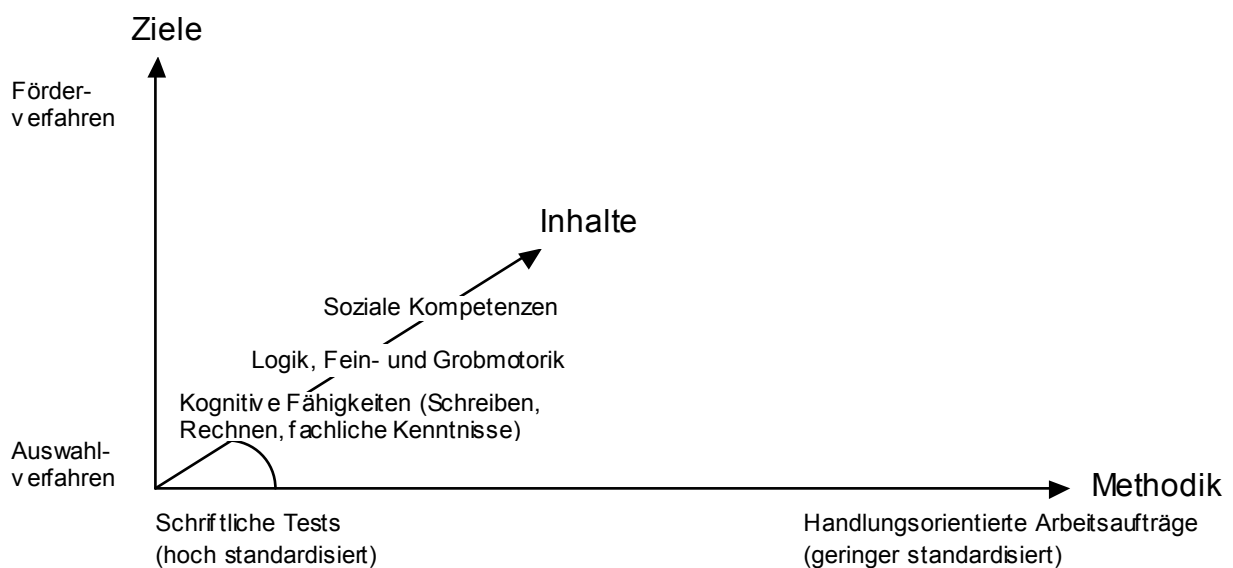 Ziele
Förder-
verfahren
Inhalte
Soziale Kompetenzen
Logik, Fein- und Grobmotorik
Kognitive Fähigkeiten (Schreiben,
Rechnen, fachliche Kenntnisse)
Auswahl-
verfahren
Methodik
Schriftliche Tests
(hoch standardisiert)
Handlungsorientierte Arbeitsaufträge
(geringer standardisiert)